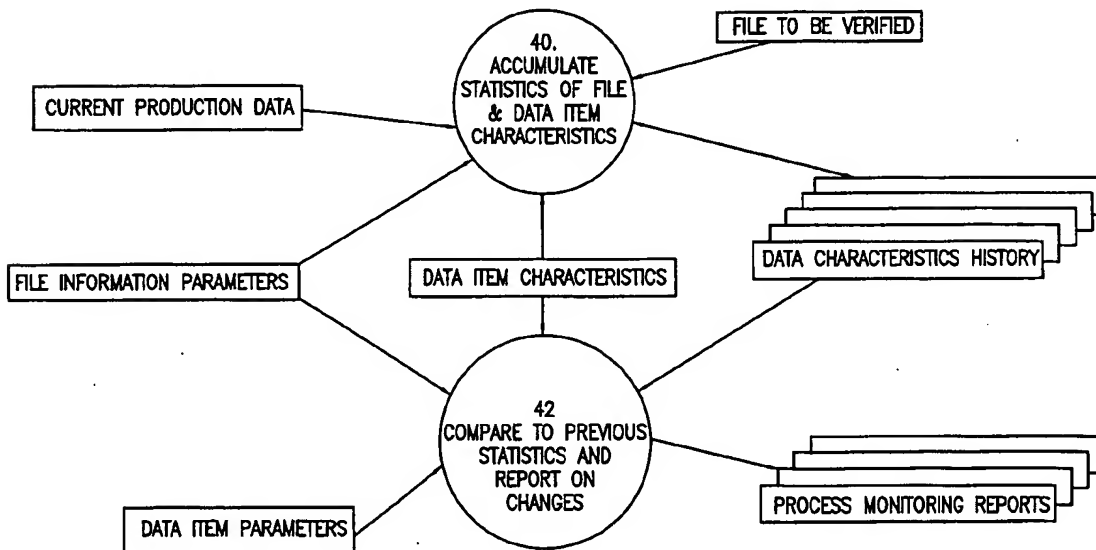 40.
ACCUMULATE
STATISTICS OF FILE
& DATA ITEM
CHARACTERISTICS
FILE TO BE VERIFIED
CURRENT PRODUCTION DATA
FILE INFORMATION PARAMETERS
DATA ITEM CHARACTERISTICS
DATA CHARACTERISTICS HISTORY
42
COMPARE TO PREVIOUS
STATISTICS AND
REPORT ON
CHANGES
PROCESS MONITORING REPORTS
DATA ITEM PARAMETERS